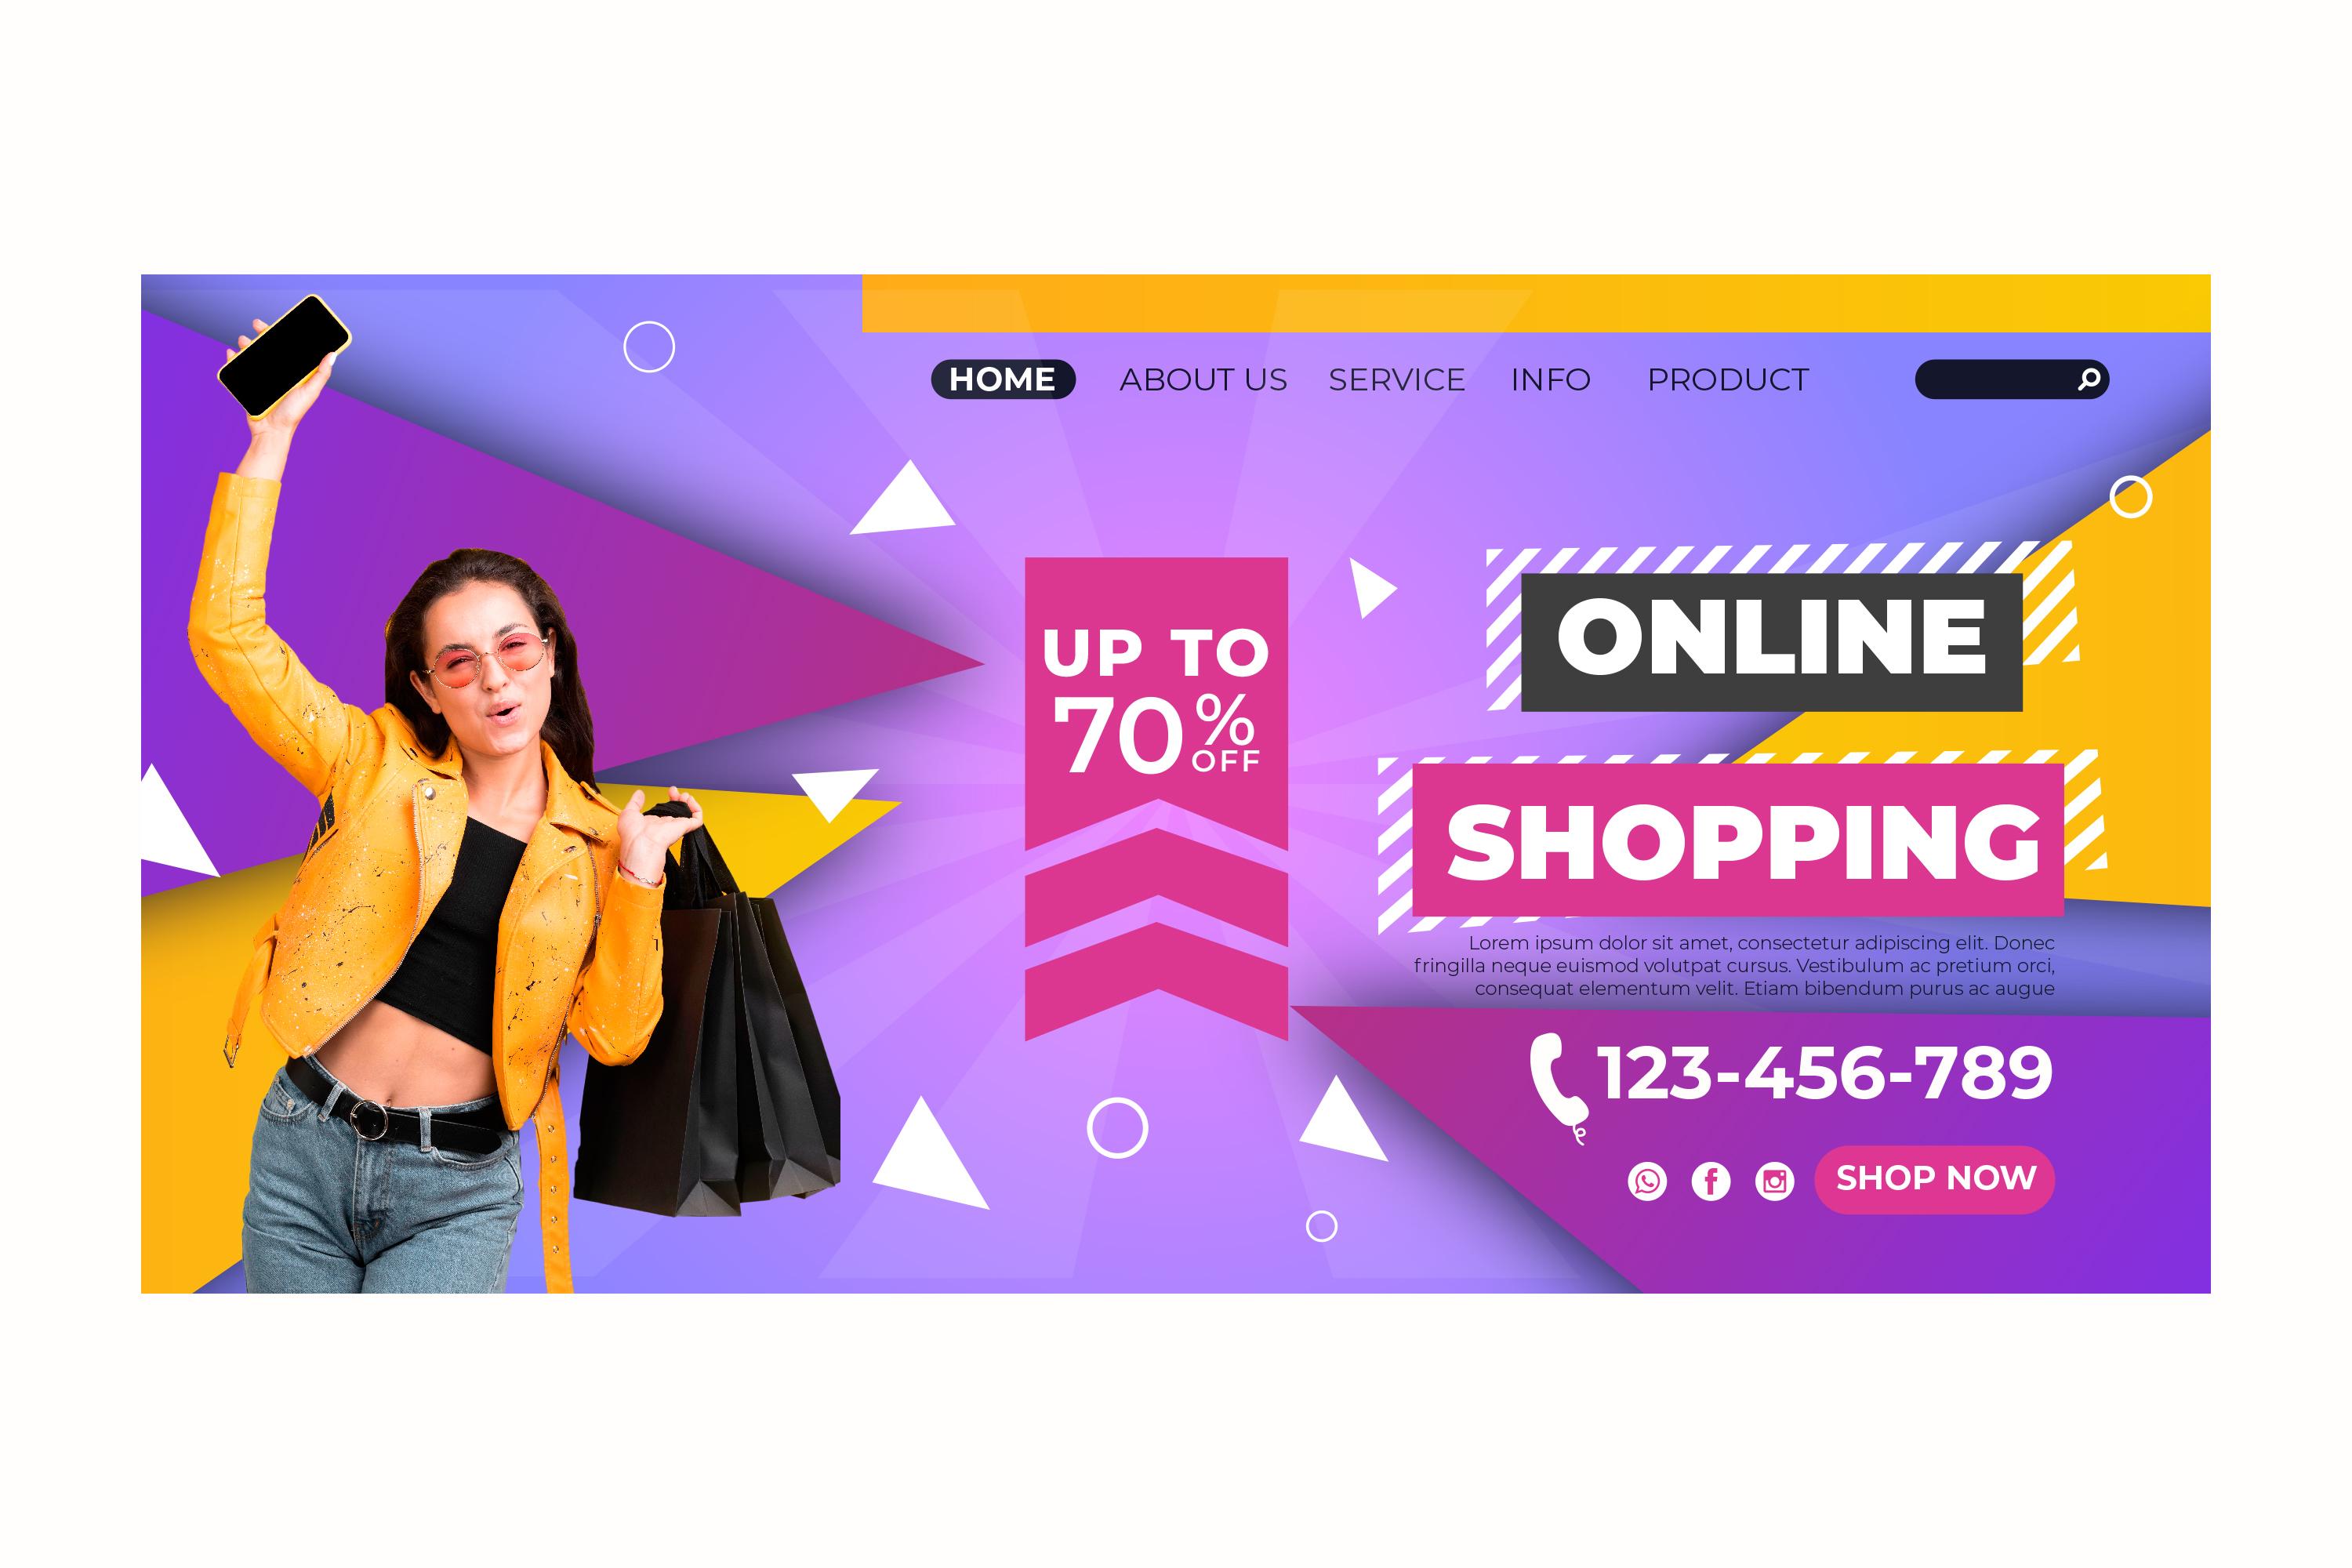 HOME ABOUT US SERVICE INFO PRODUCT
UP TO
70%
OFF
ONLINE
SHOPPING
Lorem ipsum dolor sit amet, consectetur adipiscing elit. Donec
fringilla neque euismod volutpat cursus. Vestibulum ac pretium orci,
consequat elementum velit. Etiam bibendum purus ac augue
123-456-789
SHOP NOW